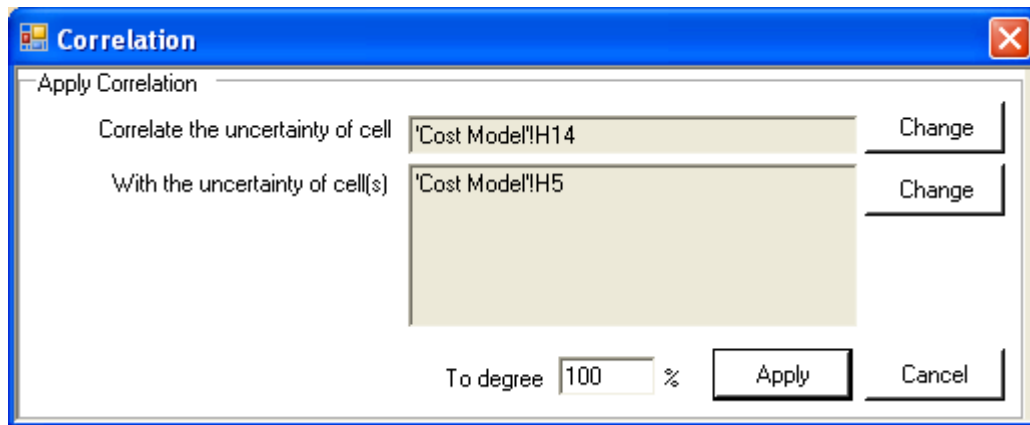 Correlation
Apply Correlation
Correlate the uncertainty of cell 'Cost Model'!H14 Change
With the uncertainty of cell(s) 'Cost Model'!H5 Change
To degree 100 % Apply Cancel